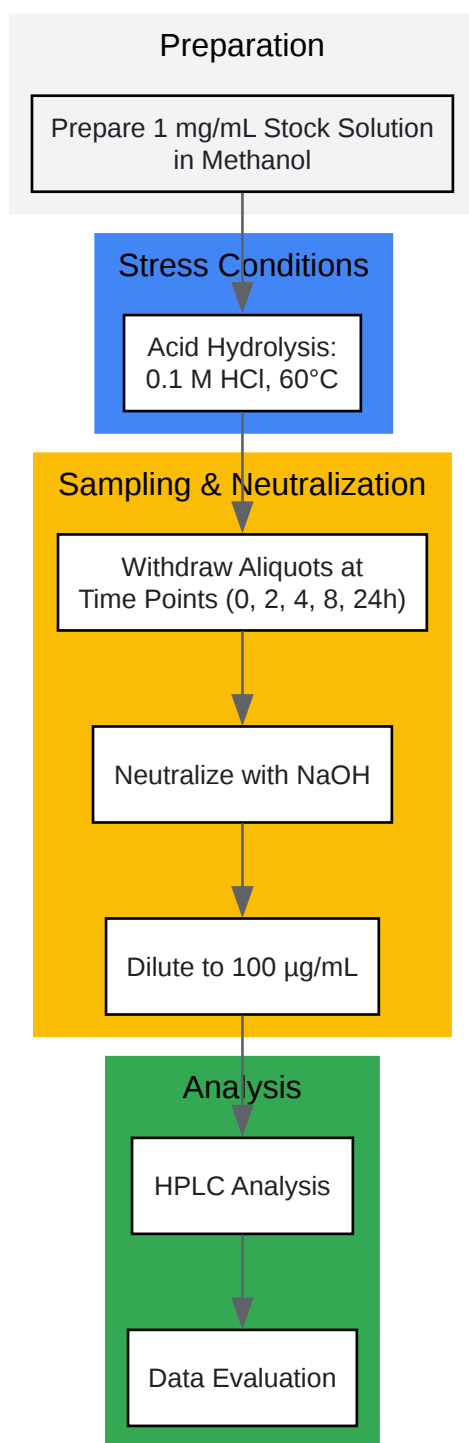 Preparation
Prepare 1 mg/mL Stock Solution
in Methanol
Stress Conditions
Acid Hydrolysis:
0.1 M HCl, 60°C
Sampling & Neutralization
Withdraw Aliquots at
Time Points (0, 2, 4, 8, 24h)
Neutralize with NaOH
Dilute to 100 µg/mL
Analysis
HPLC Analysis
Data Evaluation